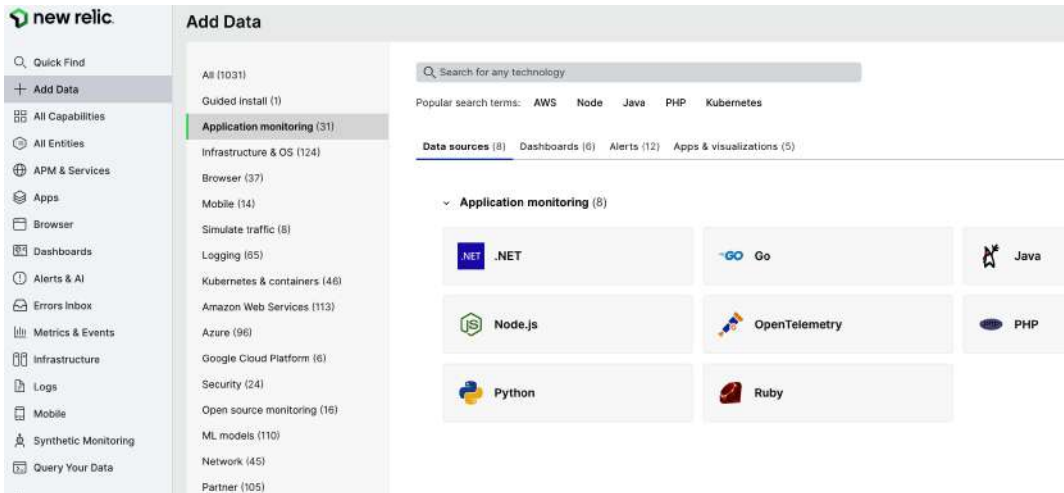 new relic.
Quick Find
Add Data
All Capabilities
All Entities
APM & Services
Apps
Browser
Dashboards
Alerts & AI
Errors Inbox
Metrics & Events
Infrastructure
Logs
Mobile
Synthetic Monitoring
Query Your Data
Add Data
All (1031)
Guided install (1)
Application monitoring (31)
Infrastructure & OS (124)
Browser (37)
Mobile (14)
Simulate traffic (8)
Logging (65)
Kubernetes & containers (46)
Amazon Web Services (113)
Azure (96)
Google Cloud Platform (6)
Security (24)
Open source monitoring (16)
ML models (110)
Network (45)
Partner (105)
Search for any technology
Popular search terms: AWS Node Java PHP Kubernetes
Data sources (8) Dashboards (6) Alerts (12) Apps & visualizations (5)
Application monitoring (8)
.NET .NET
GO Go
Java
JS Node.js
OpenTelemetry
php PHP
Python
Ruby